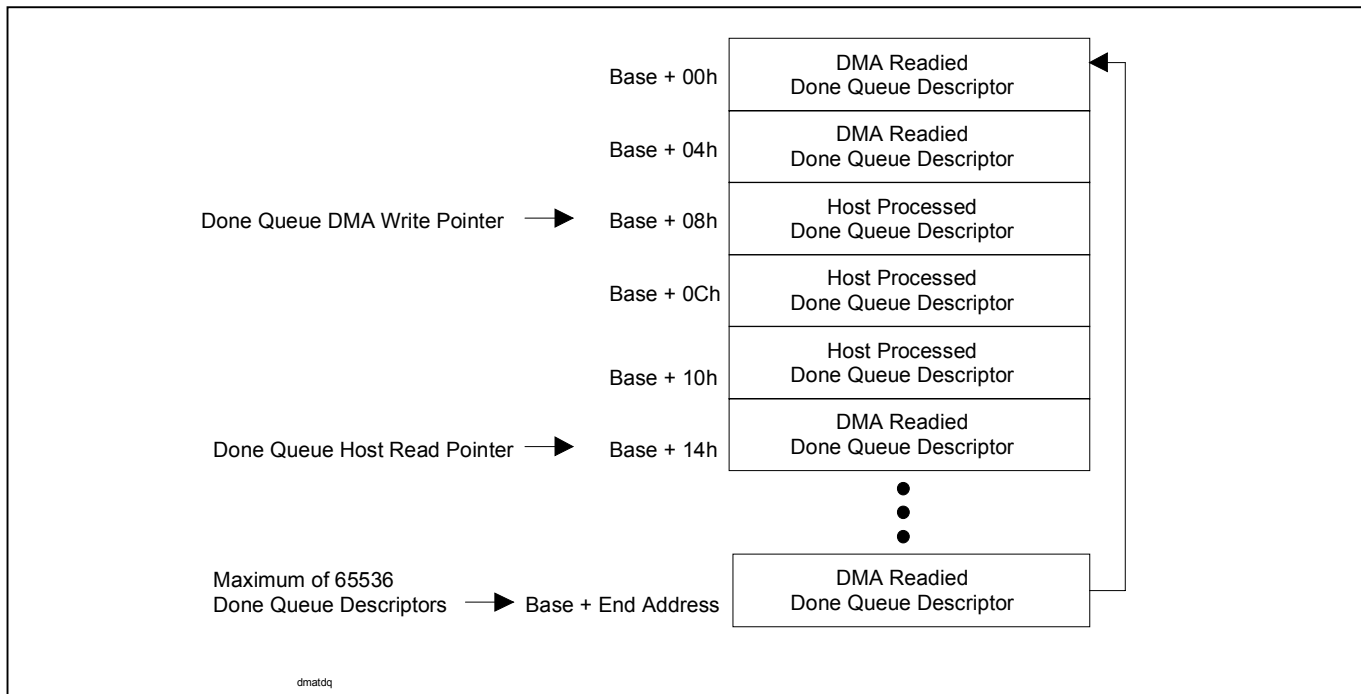 Base + 00h
DMA Readied
Done Queue Descriptor
Base + 04h
DMA Readied
Done Queue Descriptor
Done Queue DMA Write Pointer
Base + 08h
Host Processed
Done Queue Descriptor
Base + 0Ch
Host Processed
Done Queue Descriptor
Base + 10h
Host Processed
Done Queue Descriptor
Done Queue Host Read Pointer
Base + 14h
DMA Readied
Done Queue Descriptor
Maximum of 65536
Done Queue Descriptors
Base + End Address
DMA Readied
Done Queue Descriptor
dmatdq